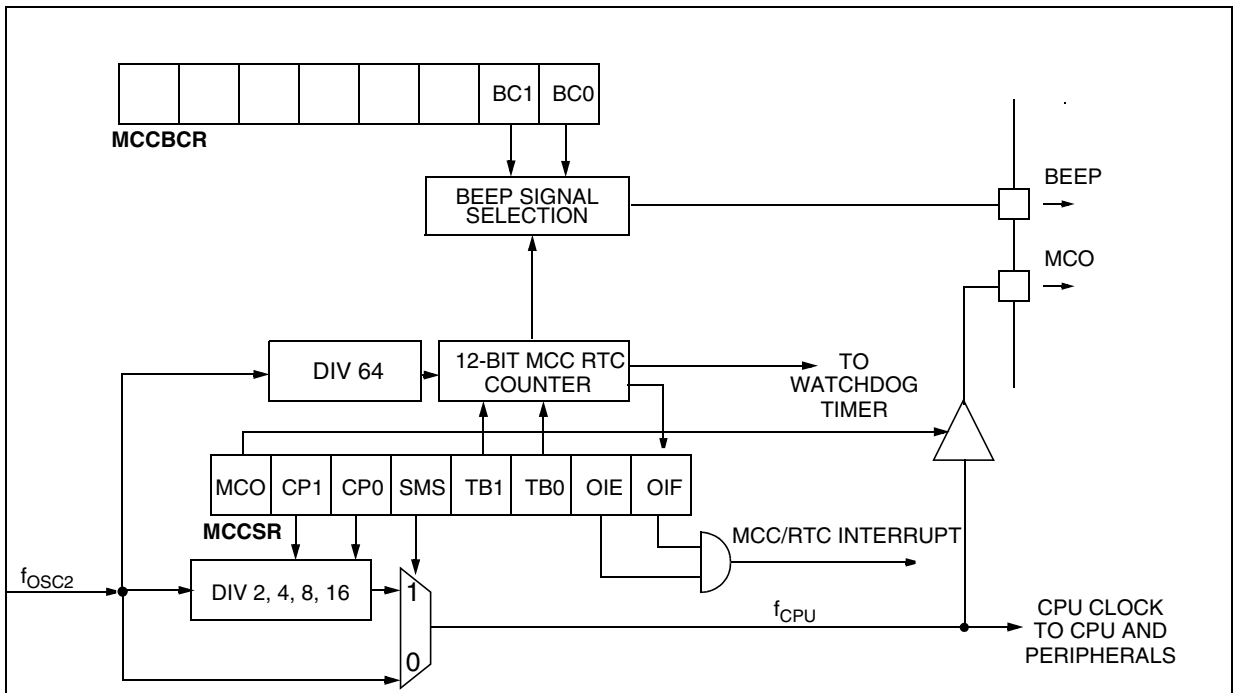 BC1 BC0
MCCBCR
BEEP SIGNAL
SELECTION
BEEP
MCO
DIV 64
12-BIT MCC RTC
COUNTER
TO
WATCHDOG
TIMER
MCO CP1 CP0 SMS TB1 TB0 OIE OIF
MCCSR
MCC/RTC INTERRUPT
fOSC2
DIV 2, 4, 8, 16
1
0
fCPU
CPU CLOCK
TO CPU AND
PERIPHERALS